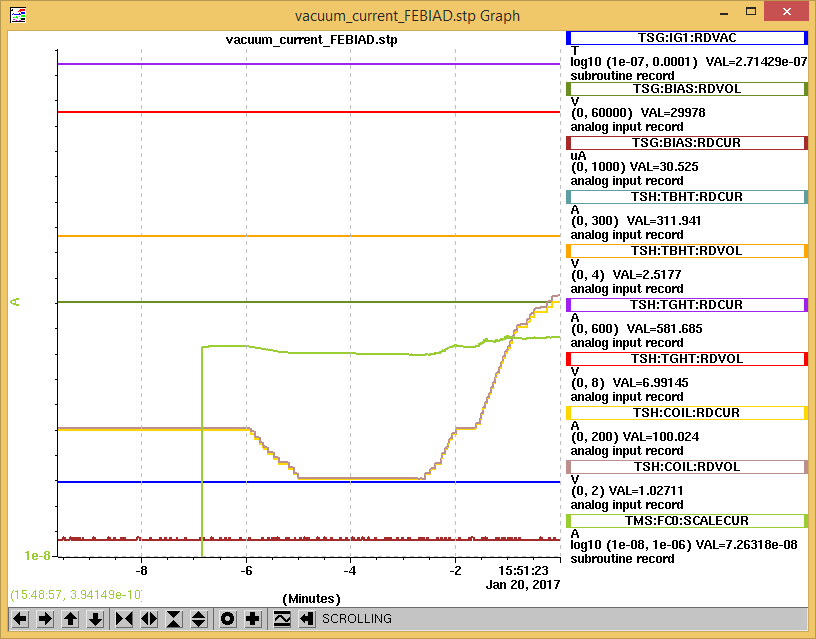 vacuum_current_FEBIAD.stp Graph
vacuum_current_FEBIAD.stp
A
1e-8
-8
-6
-4
-2
15:51:23
Jan 20, 2017
(Minutes)
(15:48:57, 3.94149e-10)
TSG:IG1:RDVAC
T
log10 (1e-07, 0.0001) VAL=2.71429e-07
subroutine record
TSG:BIAS:RDVOL
V
(0, 60000) VAL=29978
analog input record
TSG:BIAS:RDCUR
uA
(0, 1000) VAL=30.525
analog input record
TSH:TBHT:RDCUR
A
(0, 300) VAL=311.941
analog input record
TSH:TBHT:RDVOL
V
(0, 4) VAL=2.5177
analog input record
TSH:TGHT:RDCUR
A
(0, 600) VAL=581.685
analog input record
TSH:TGHT:RDVOL
V
(0, 8) VAL=6.99145
analog input record
TSH:COIL:RDCUR
A
(0, 200) VAL=100.024
analog input record
TSH:COIL:RDVOL
V
(0, 2) VAL=1.02711
analog input record
TMS:FC0:SCALECUR
A
log10 (1e-08, 1e-06) VAL=7.26318e-08
subroutine record
SCROLLING